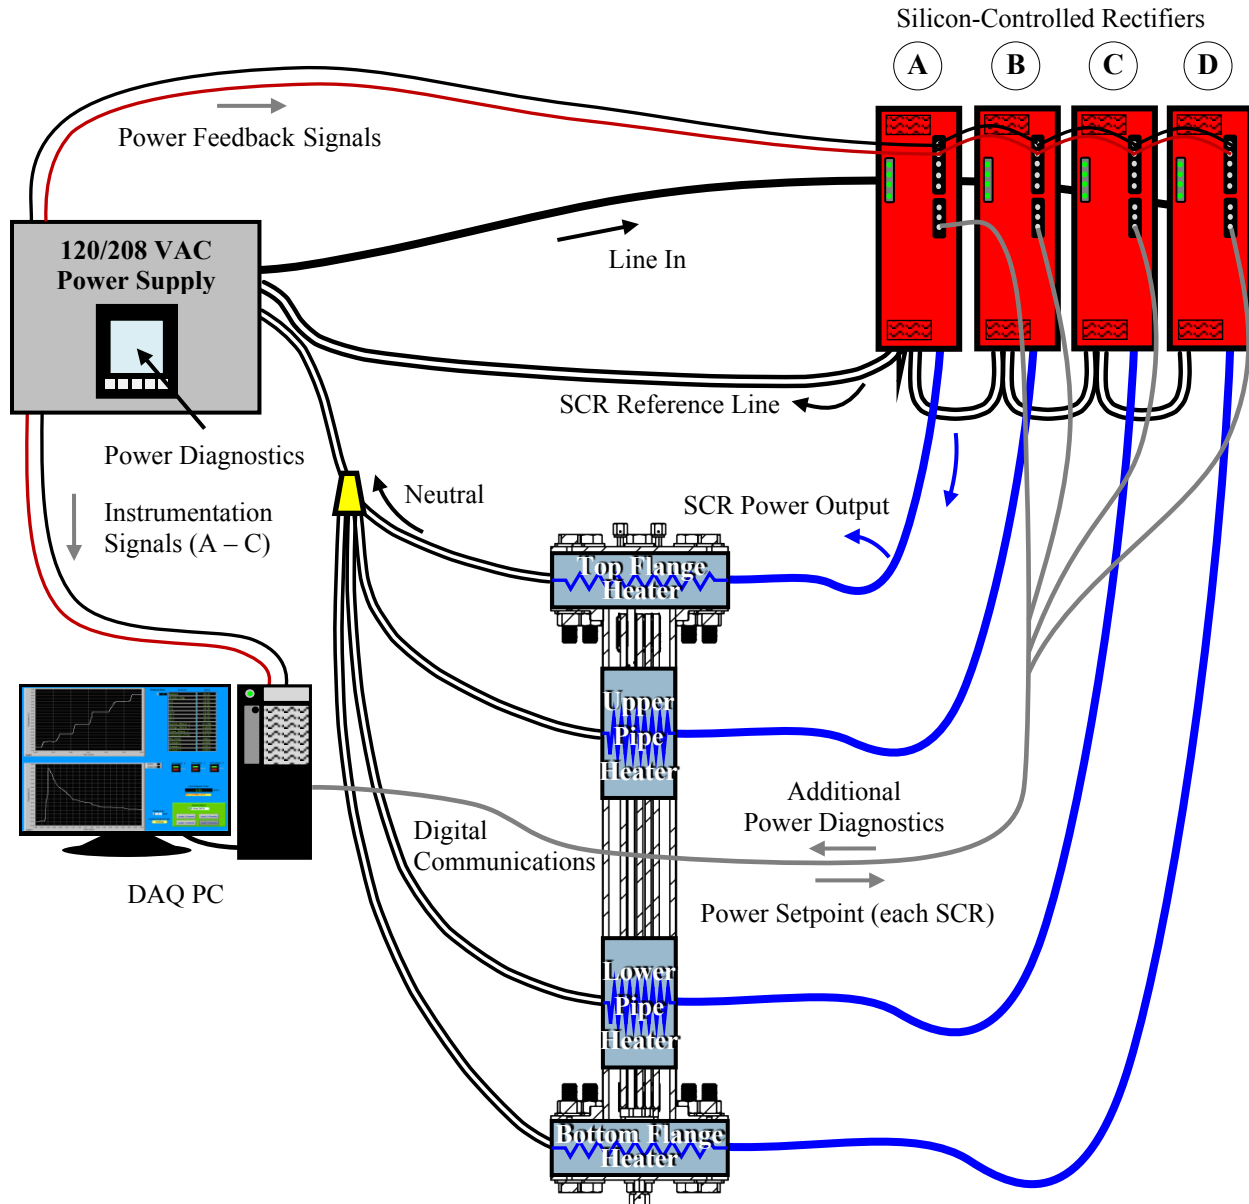 Silicon-Controlled Rectifiers
A
B
C
D
Power Feedback Signals
120/208 VAC
Power Supply
Line In
SCR Reference Line
Power Diagnostics
Neutral
Instrumentation
Signals (A – C)
SCR Power Output
Top Flange
Heater
Upper
Pipe
Heater
Additional
Power Diagnostics
Digital
Communications
DAQ PC
Power Setpoint (each SCR)
Lower
Pipe
Heater
Bottom Flange
Heater